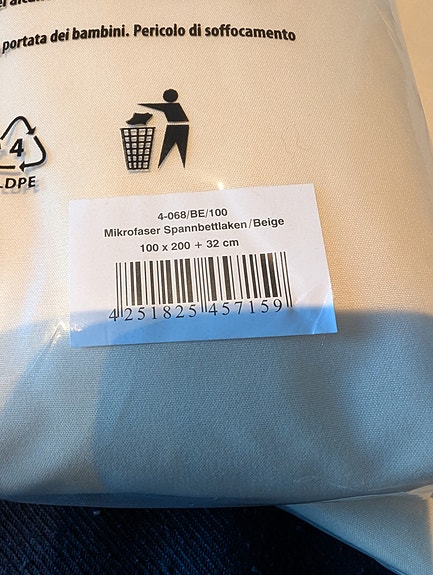 portata dei bambini. Pericolo di soffocamento
4
LDPE
4-068/BE/100
Mikrofaser Spannbettlaken/Beige
100 x 200 + 32 cm
4 251825 457159